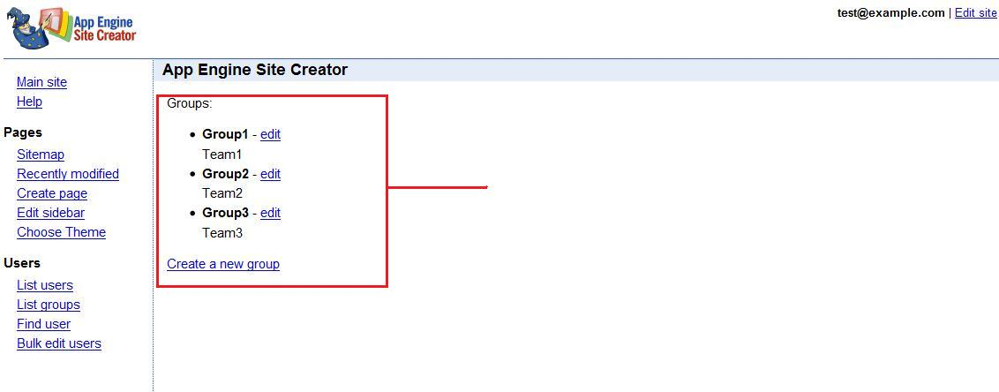 App Engine
Site Creator
test@example.com | Edit site
Main site
Help
Pages
Sitemap
Recently modified
Create page
Edit sidebar
Choose Theme
Users
List users
List groups
Find user
Bulk edit users
App Engine Site Creator
Groups:
Group1 - edit
Team1
Group2 - edit
Team2
Group3 - edit
Team3
Create a new group